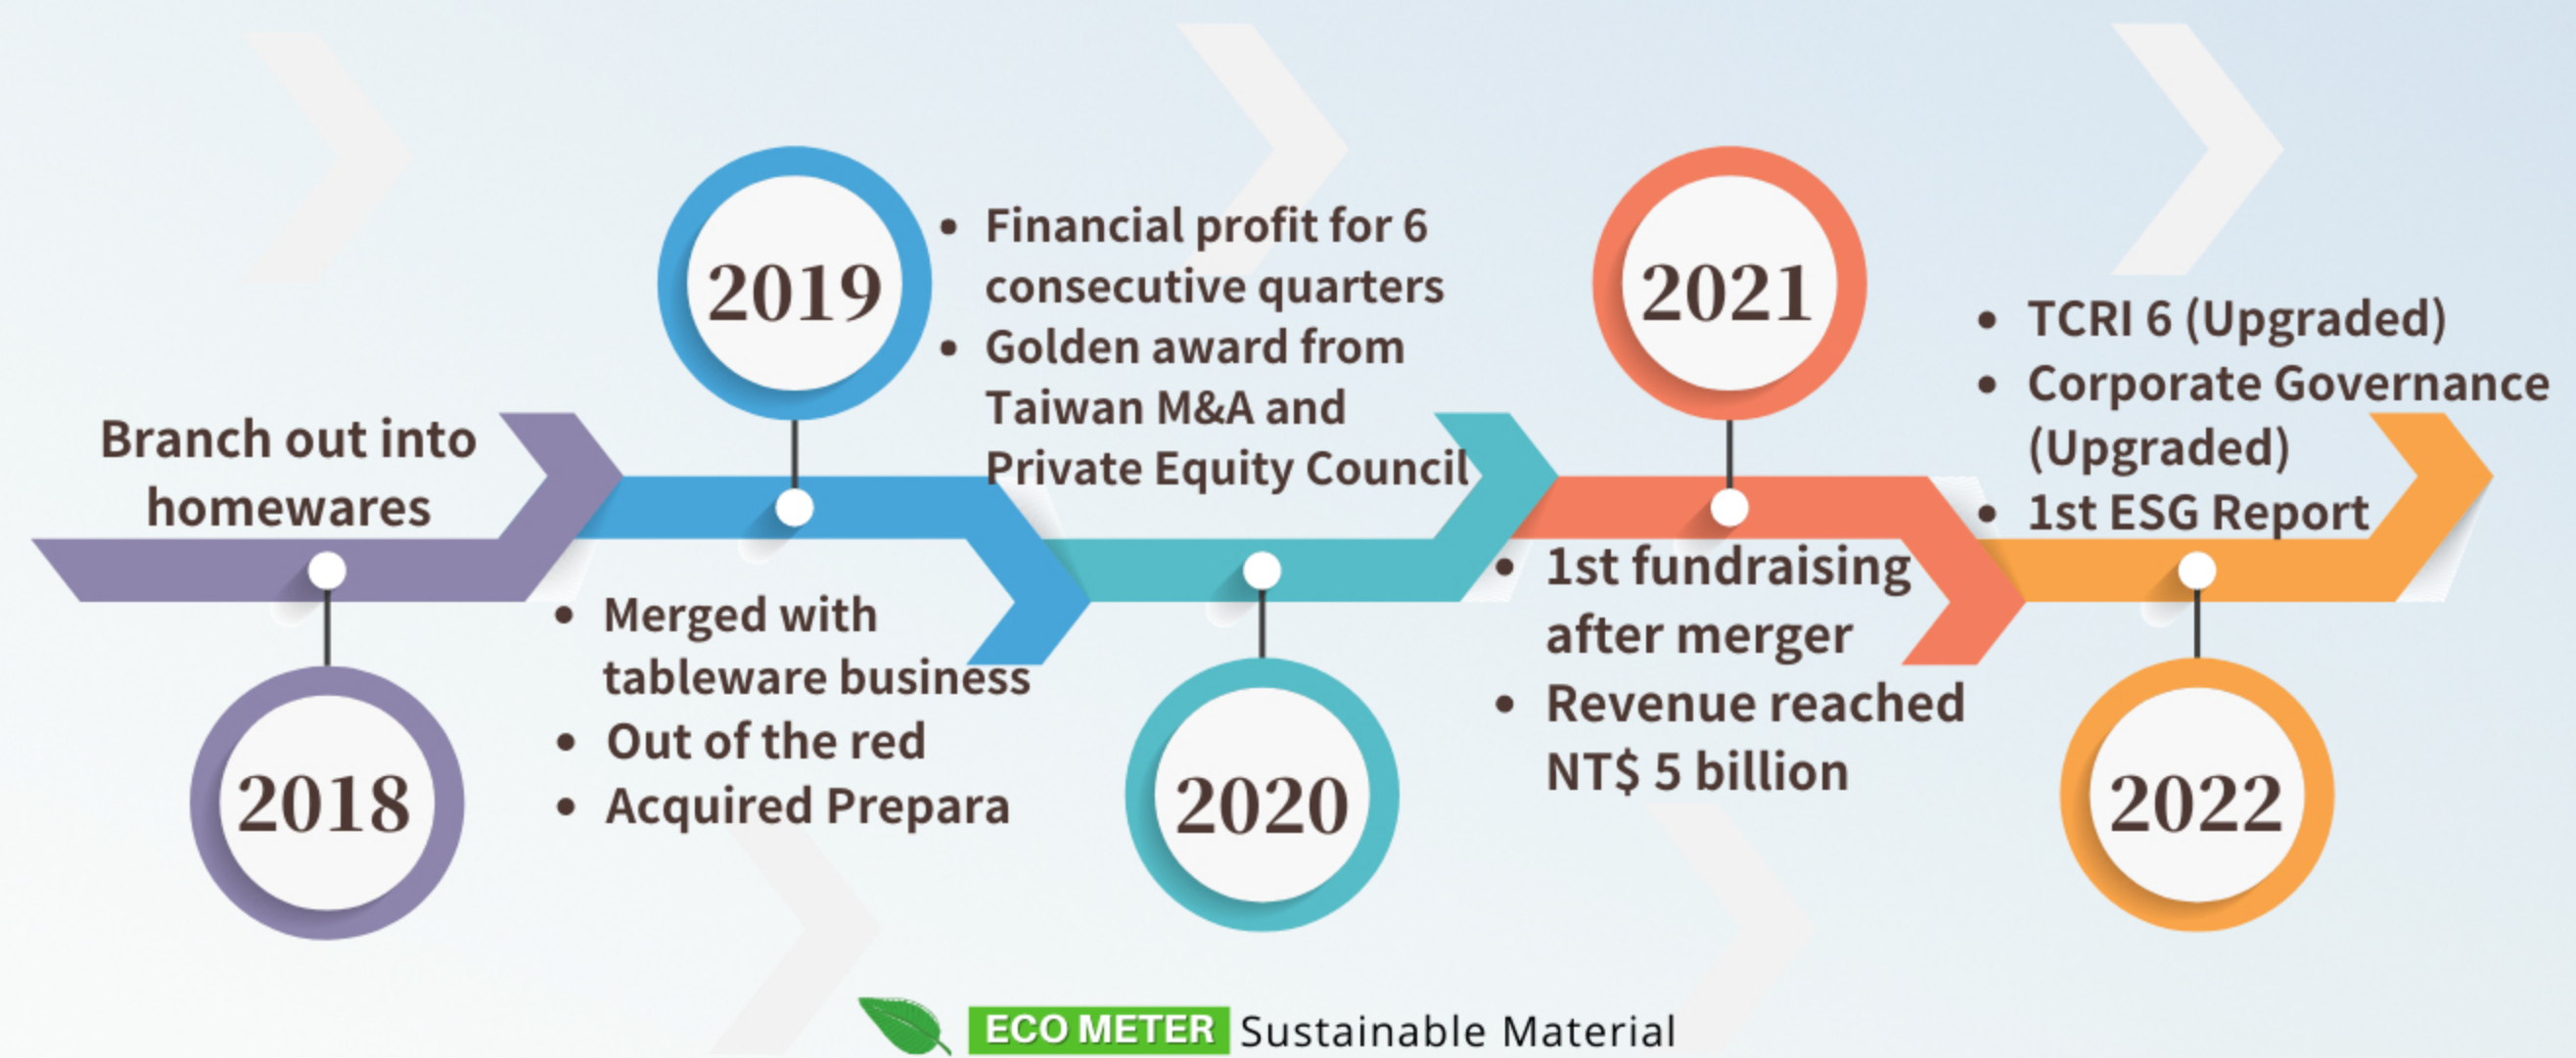 Branch out into
homewares
2018
2019
• Merged with
tableware business
• Out of the red
• Acquired Prepara
• Financial profit for 6
consecutive quarters
• Golden award from
Taiwan M&A and
Private Equity Council
2020
2021
• 1st fundraising
after merger
• Revenue reached
NT$ 5 billion
• TCRI 6 (Upgraded)
• Corporate Governance
(Upgraded)
• 1st ESG Report
2022
ECO METER Sustainable Material